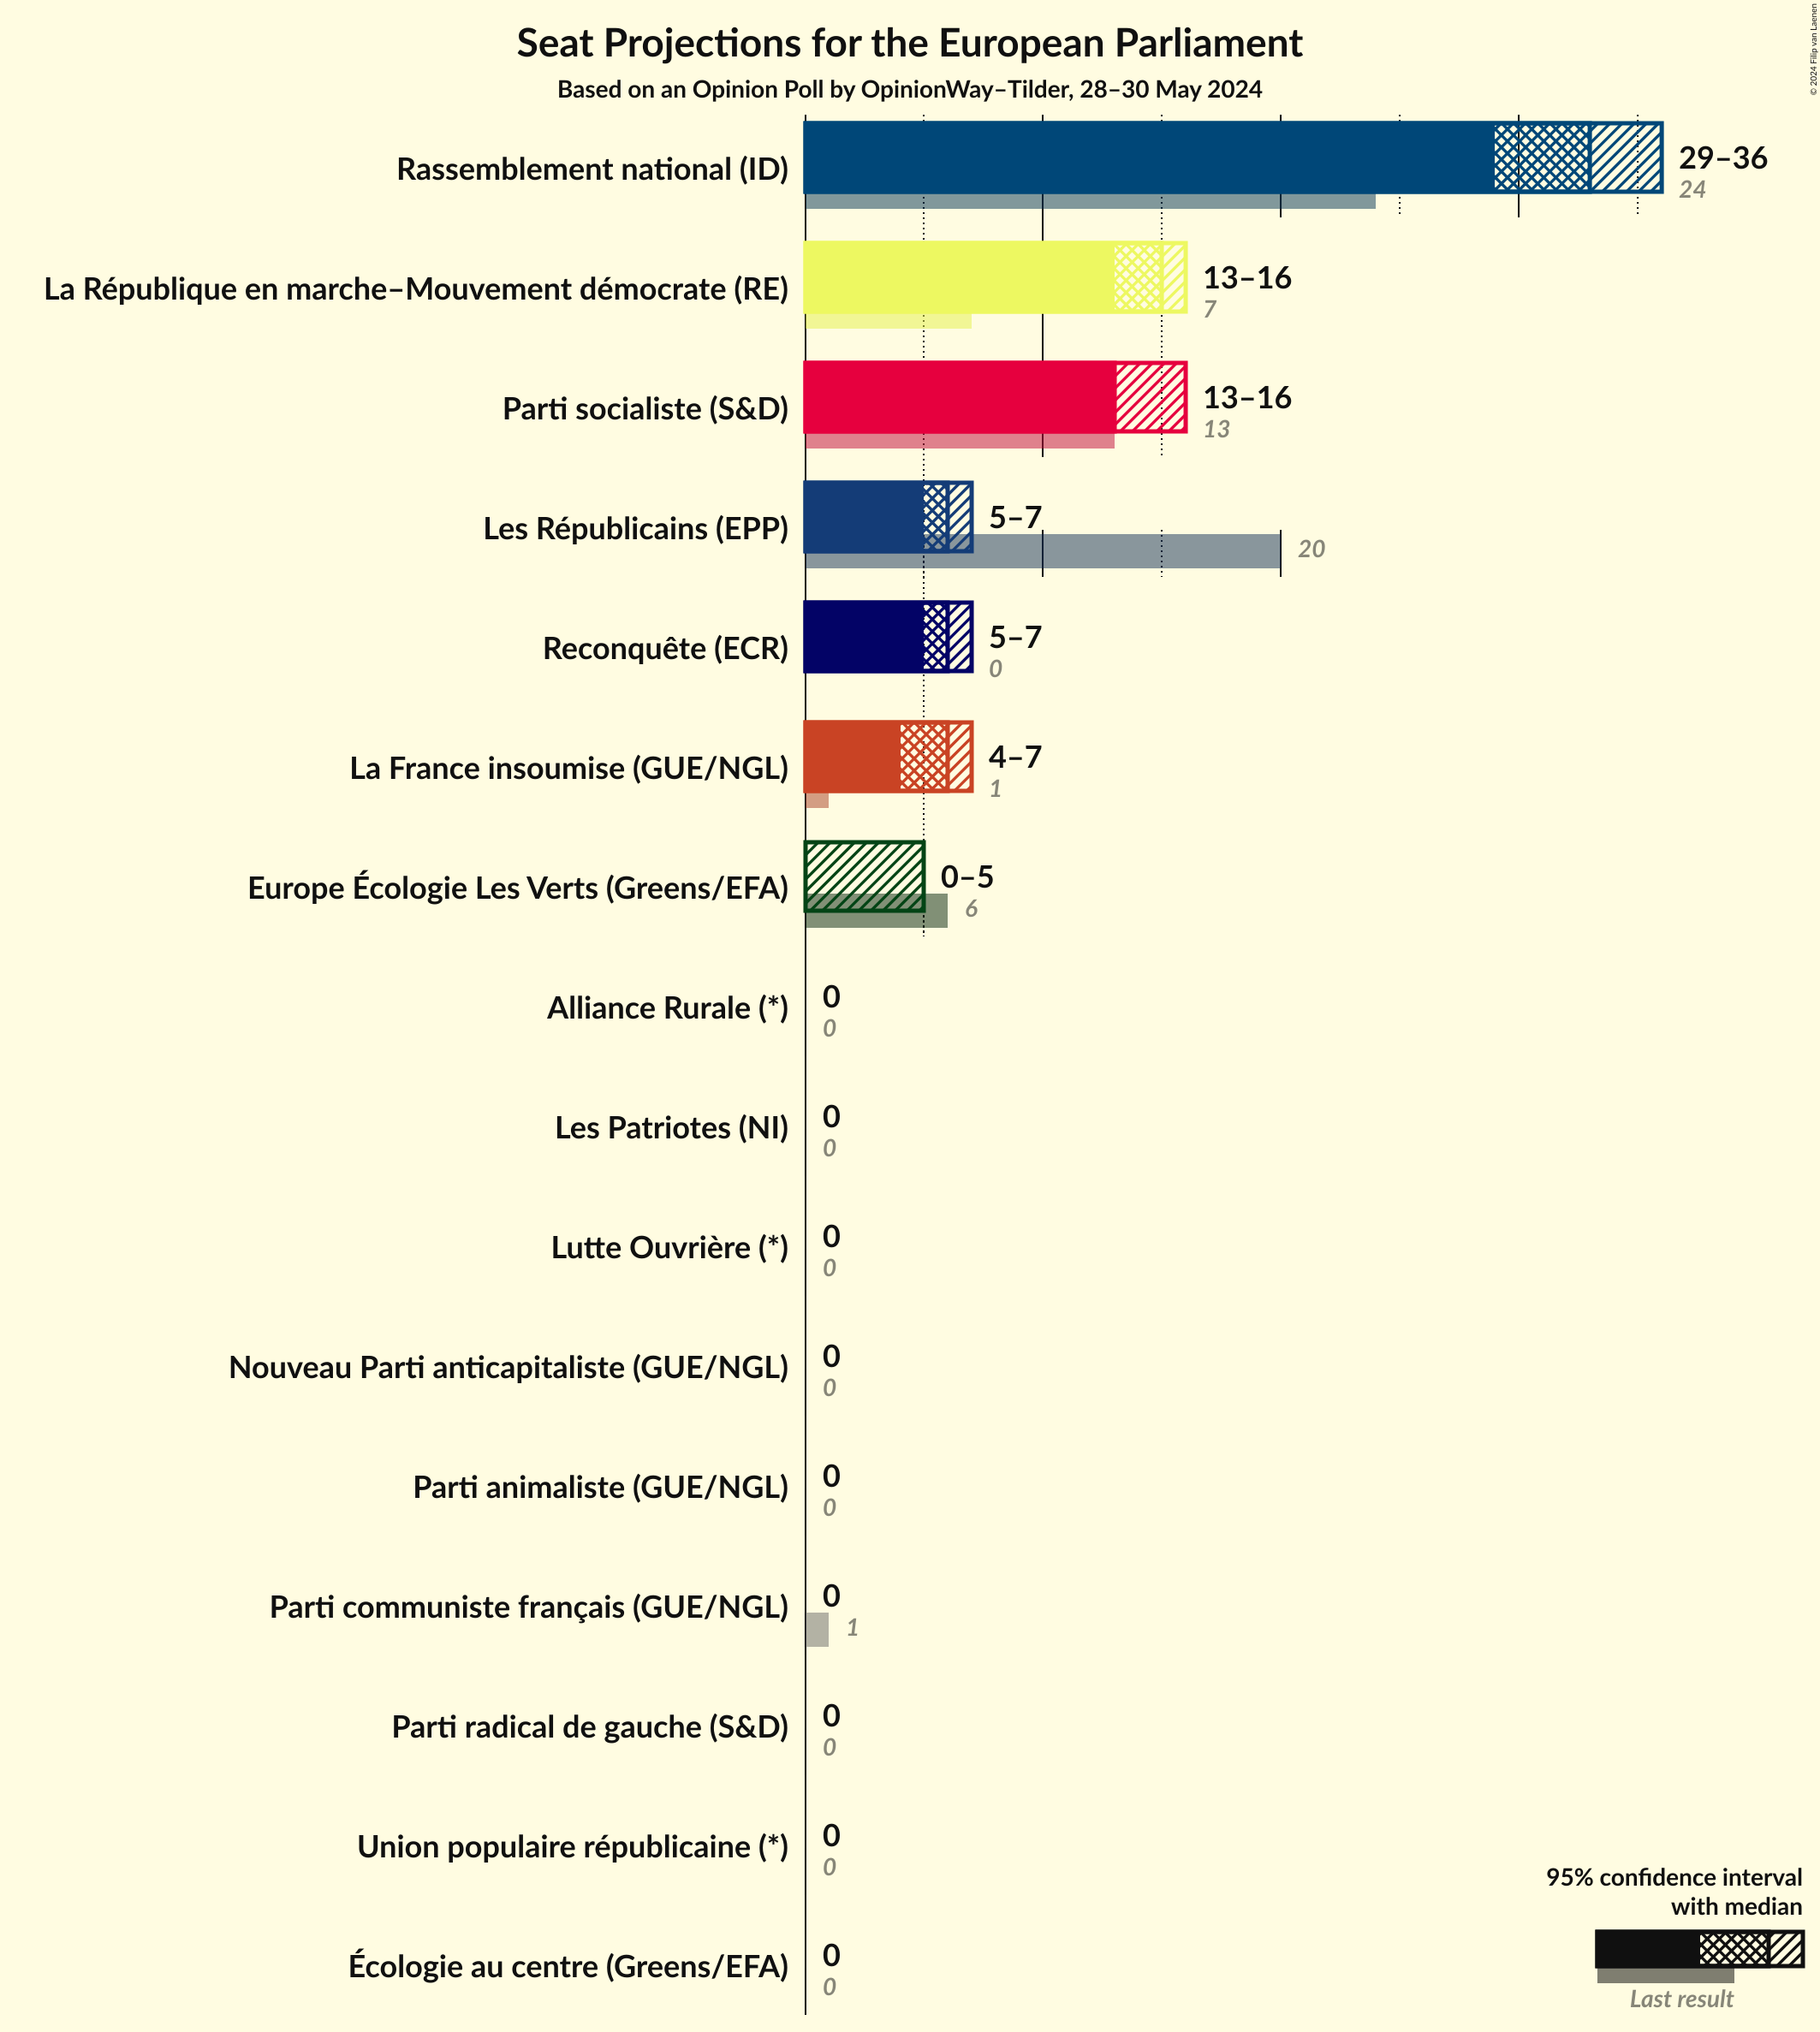 Seat Projections for the European Parliament
Based on an Opinion Poll by OpinionWay–Tilder, 28–30 May 2024
© 2024 Filip van Laenen
Rassemblement national (ID)
29–36
24
La République en marche–Mouvement démocrate (RE)
13–16
7
Parti socialiste (S&D)
13–16
13
Les Républicains (EPP)
5–7
20
Reconquête (ECR)
5–7
0
La France insoumise (GUE/NGL)
4–7
1
Europe Écologie Les Verts (Greens/EFA)
0–5
6
Alliance Rurale (*)
0
0
Les Patriotes (NI)
0
0
Lutte Ouvrière (*)
0
0
Nouveau Parti anticapitaliste (GUE/NGL)
0
0
Parti animaliste (GUE/NGL)
0
0
Parti communiste français (GUE/NGL)
0
1
Parti radical de gauche (S&D)
0
0
Union populaire républicaine (*)
0
0
Écologie au centre (Greens/EFA)
0
0
95% confidence interval
with median
Last result